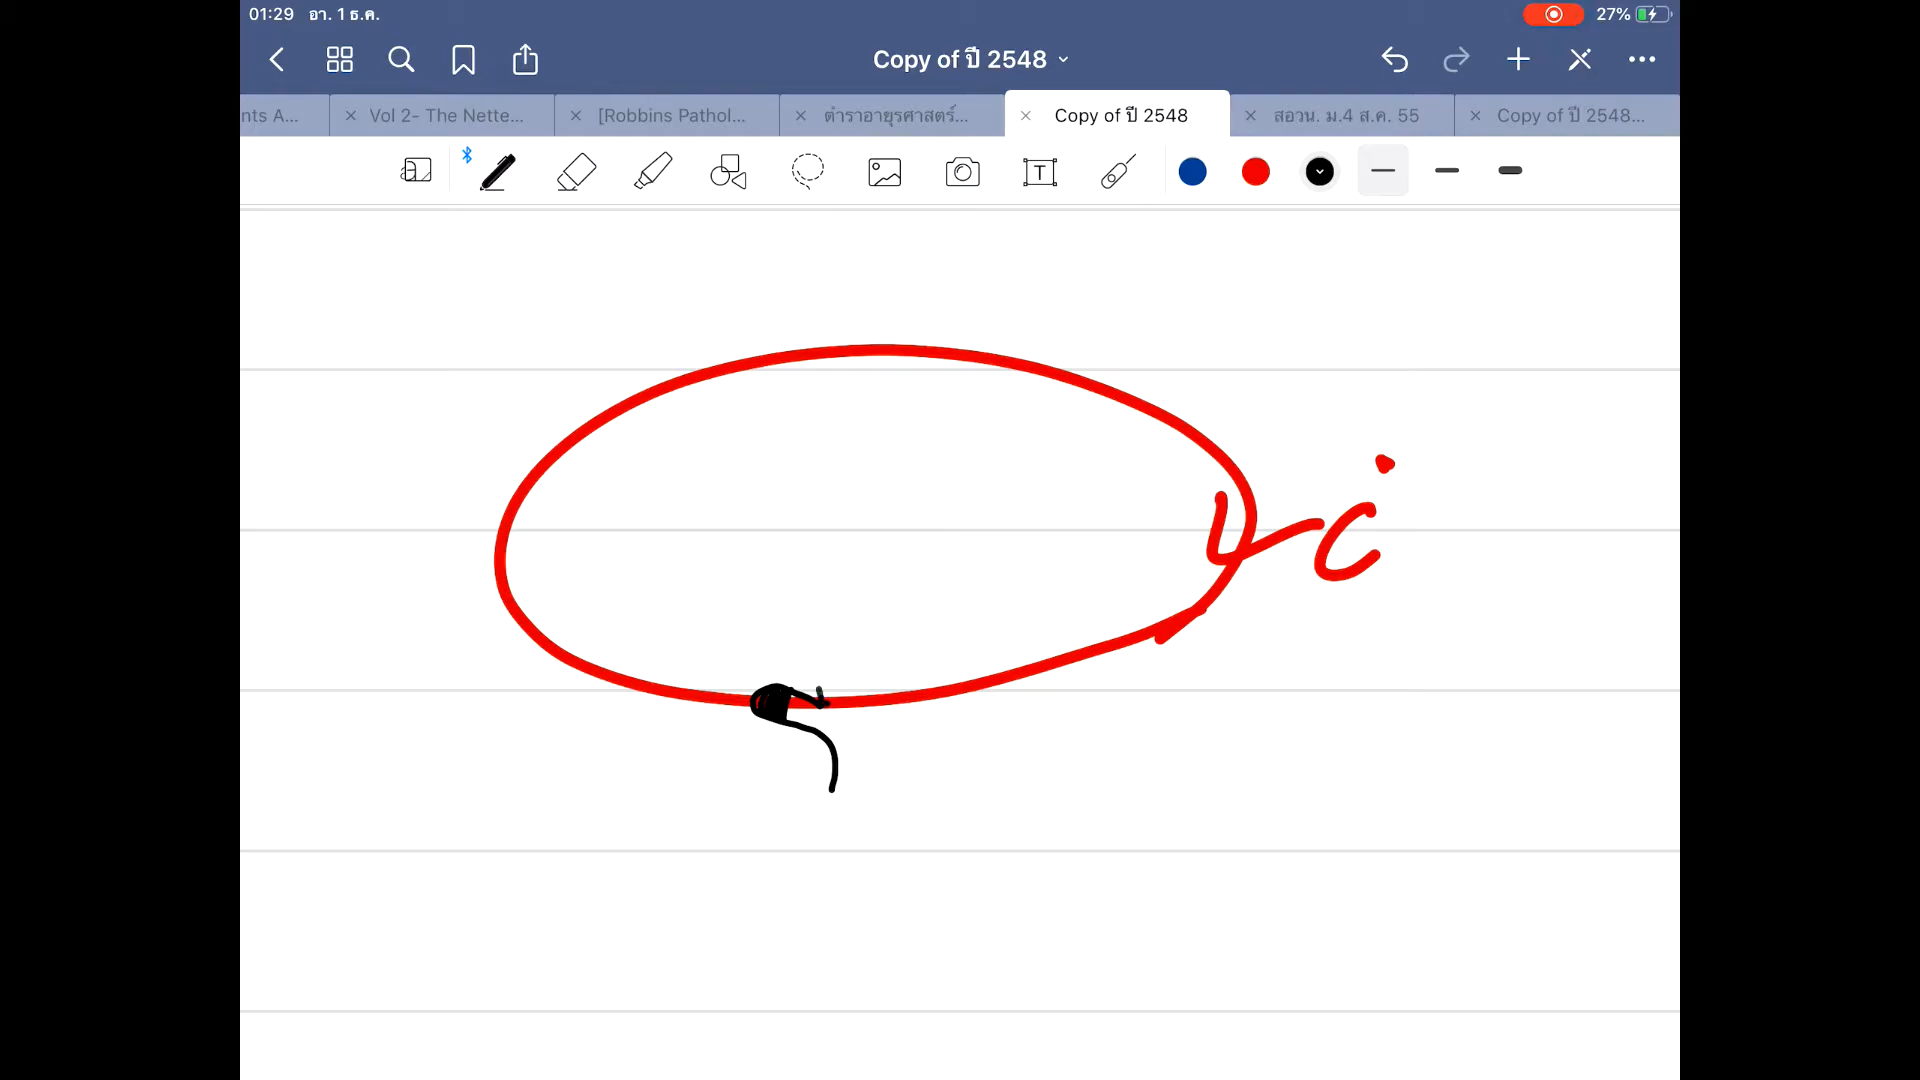 01:29 อา. 1 ธ.ค.
27%
Copy of ปี 2548
nts A...
Vol 2- The Nette...
[Robbins Pathol...
ตำราอายุรศาสตร์...
Copy of ปี 2548
สอวน. ม.4 ส.ค. 55
Copy of ปี 2548...
T